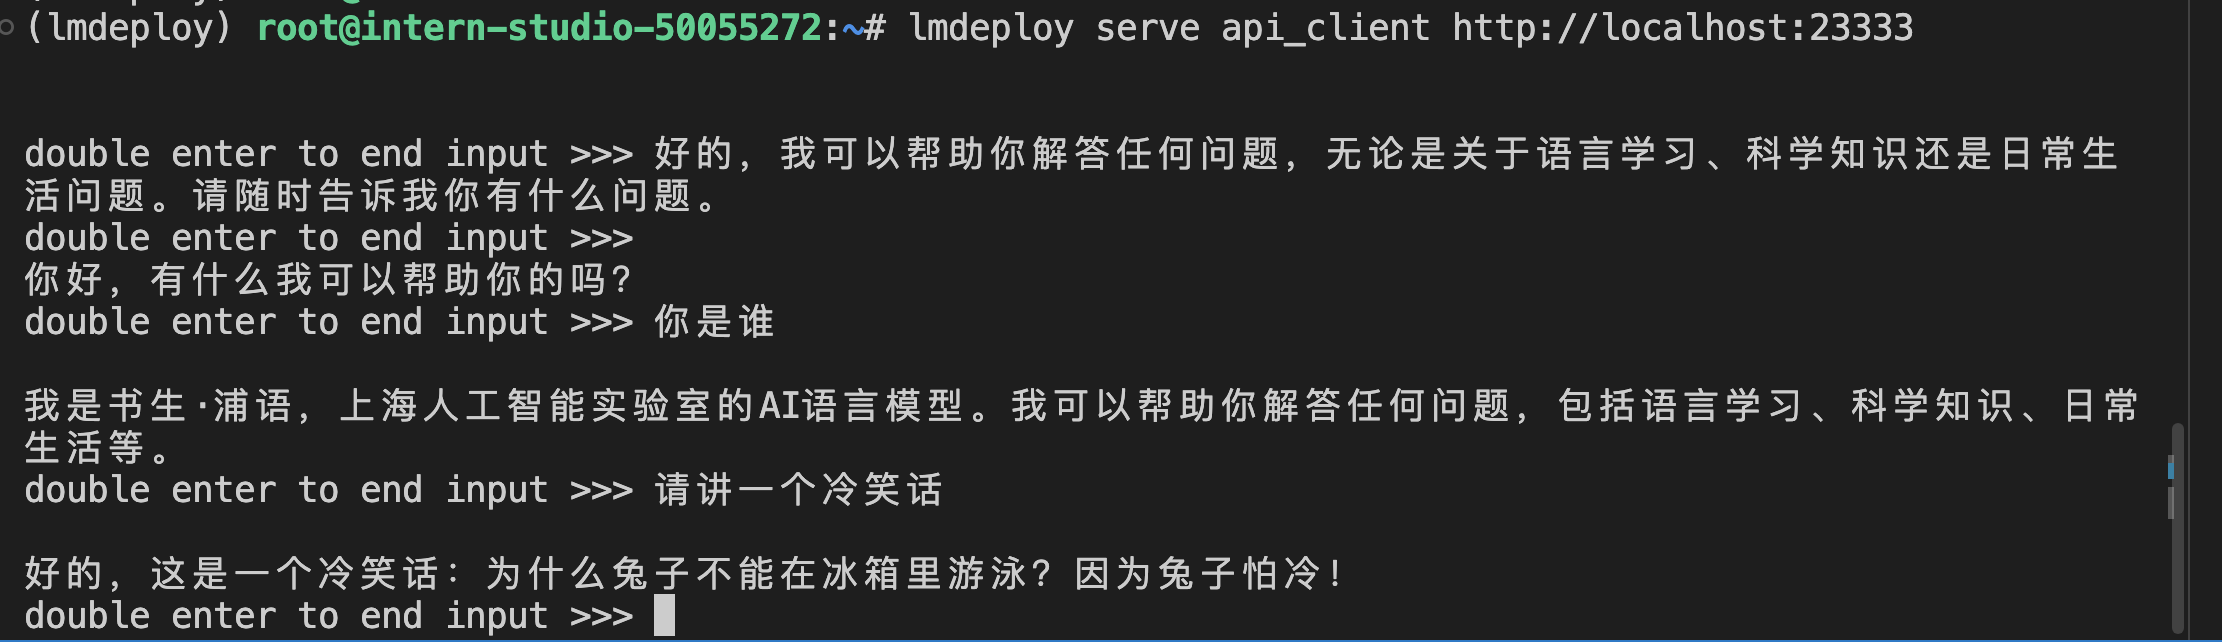 (lmdeploy) root@intern-studio-50055272:~# lmdeploy serve api_client http://localhost:23333
double enter to end input >>> 好的，我可以帮助你解答任何问题，无论是关于语言学习、科学知识还是日常生
活问题。请随时告诉我你有什么问题。
double enter to end input >>>
你好，有什么我可以帮助你的吗？
double enter to end input >>> 你是谁
我是书生·浦语，上海人工智能实验室的AI语言模型。我可以帮助你解答任何问题，包括语言学习、科学知识、日常
生活等。
double enter to end input >>> 请讲一个冷笑话
好的，这是一个冷笑话：为什么兔子不能在冰箱里游泳？因为兔子怕冷！
double enter to end input >>>